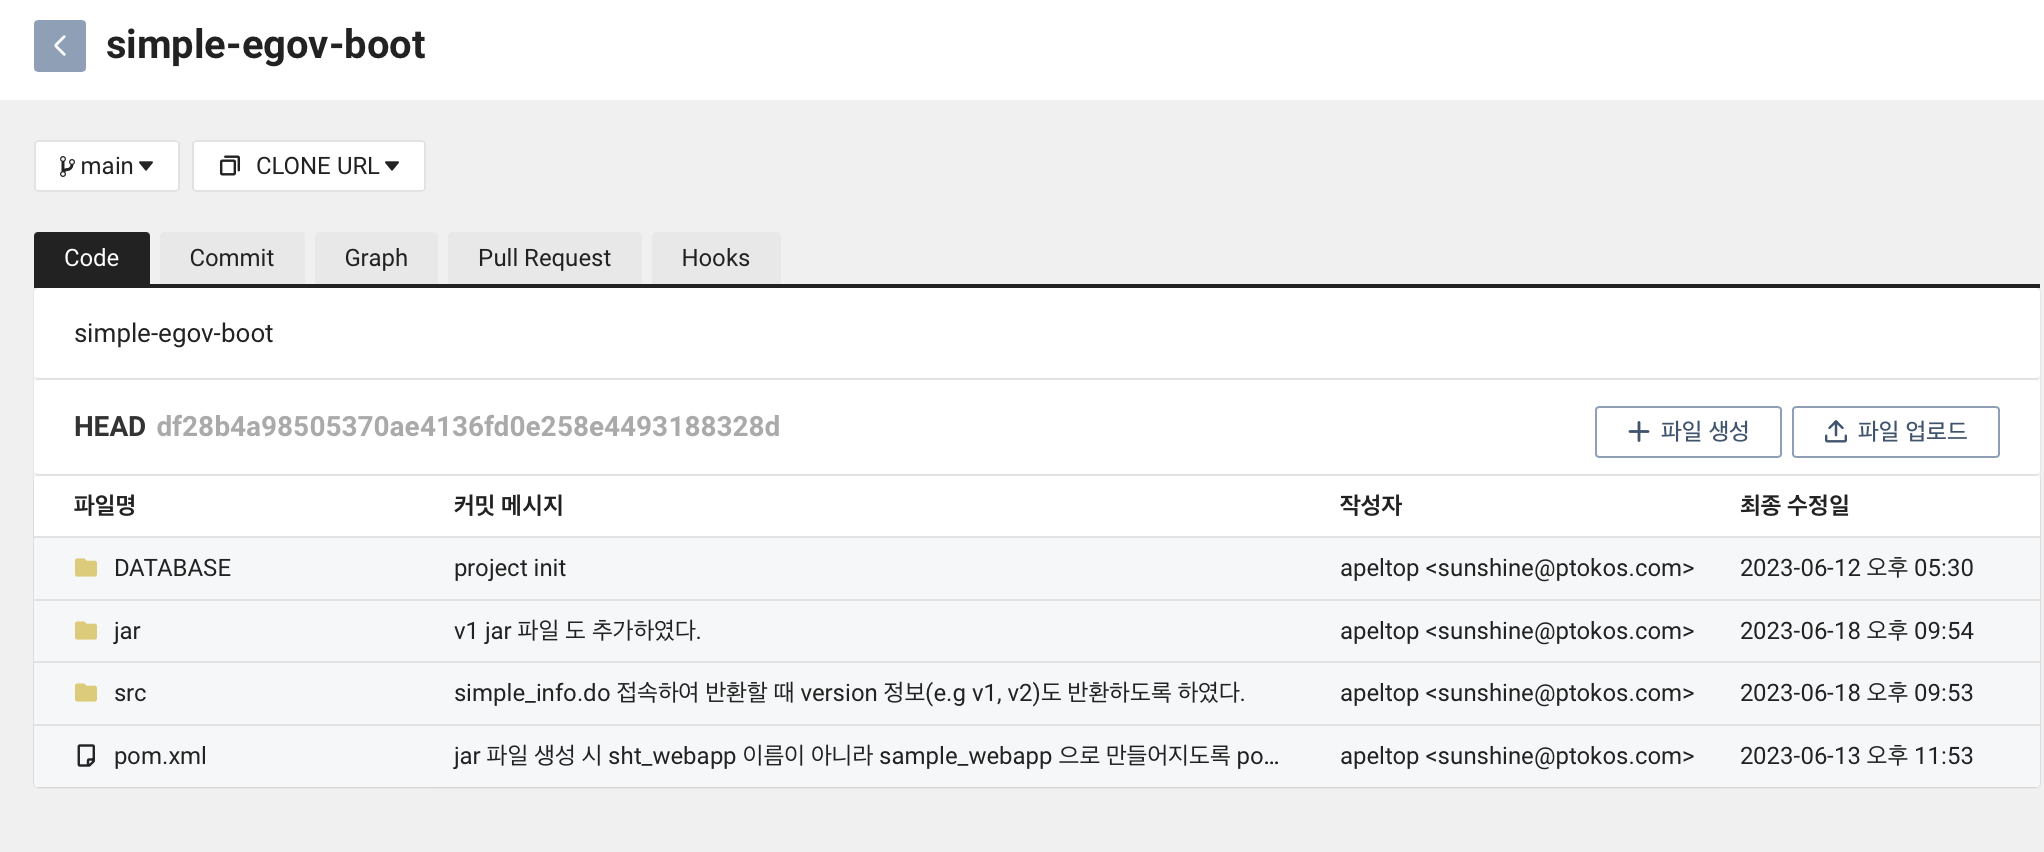 simple-egov-boot
main
CLONE URL
Code Commit Graph Pull Request Hooks
simple-egov-boot
HEAD df28b4a98505370ae4136fd0e258e4493188328d
파일 생성 파일 업로드
파일명 커밋 메시지 작성자 최종 수정일
DATABASE project init apeltop <sunshine@ptokos.com> 2023-06-12 오후 05:30
jar v1 jar 파일 도 추가하였다. apeltop <sunshine@ptokos.com> 2023-06-18 오후 09:54
src simple_info.do 접속하여 반환할 때 version 정보(e.g v1, v2)도 반환하도록 하였다. apeltop <sunshine@ptokos.com> 2023-06-18 오후 09:53
pom.xml jar 파일 생성 시 sht_webapp 이름이 아니라 sample_webapp 으로 만들어지도록 po... apeltop <sunshine@ptokos.com> 2023-06-13 오후 11:53